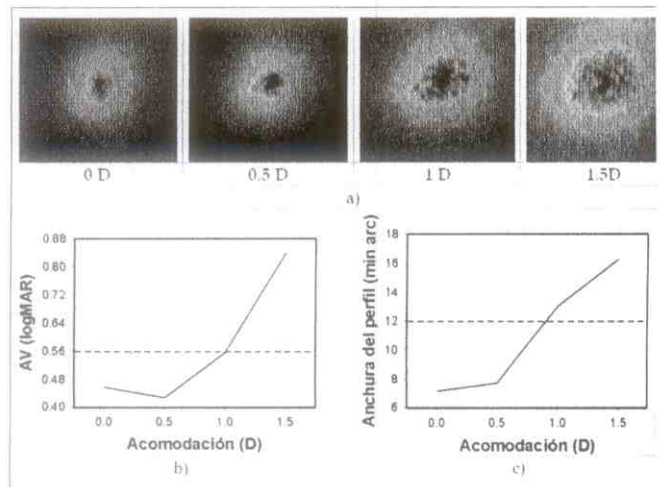 0 D 0.5 D 1 D 1.5D
a)
AV (logMAR)
0.88
0.80
0.72
0.64
0.56
0.48
0.40
0.0 0.5 1.0 1.5
Acomodación (D)
b)
Anchura del perfil (min arc)
18
16
14
12
10
8
6
0.0 0.5 1.0 1.5
Acomodación (D)
c)